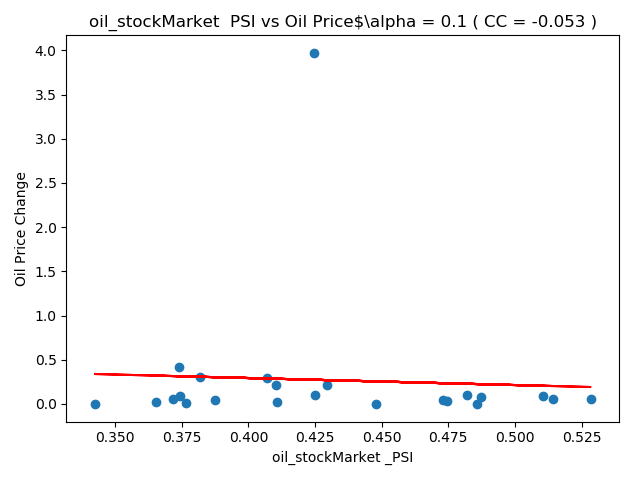 oil_stockMarket  PSI vs Oil Price$\alpha = 0.1 ( CC = -0.053 )
4.0
3.5
3.0
2.5
2.0
1.5
1.0
0.5
0.0
Oil Price Change
0.350 0.375 0.400 0.425 0.450 0.475 0.500 0.525
oil_stockMarket _PSI